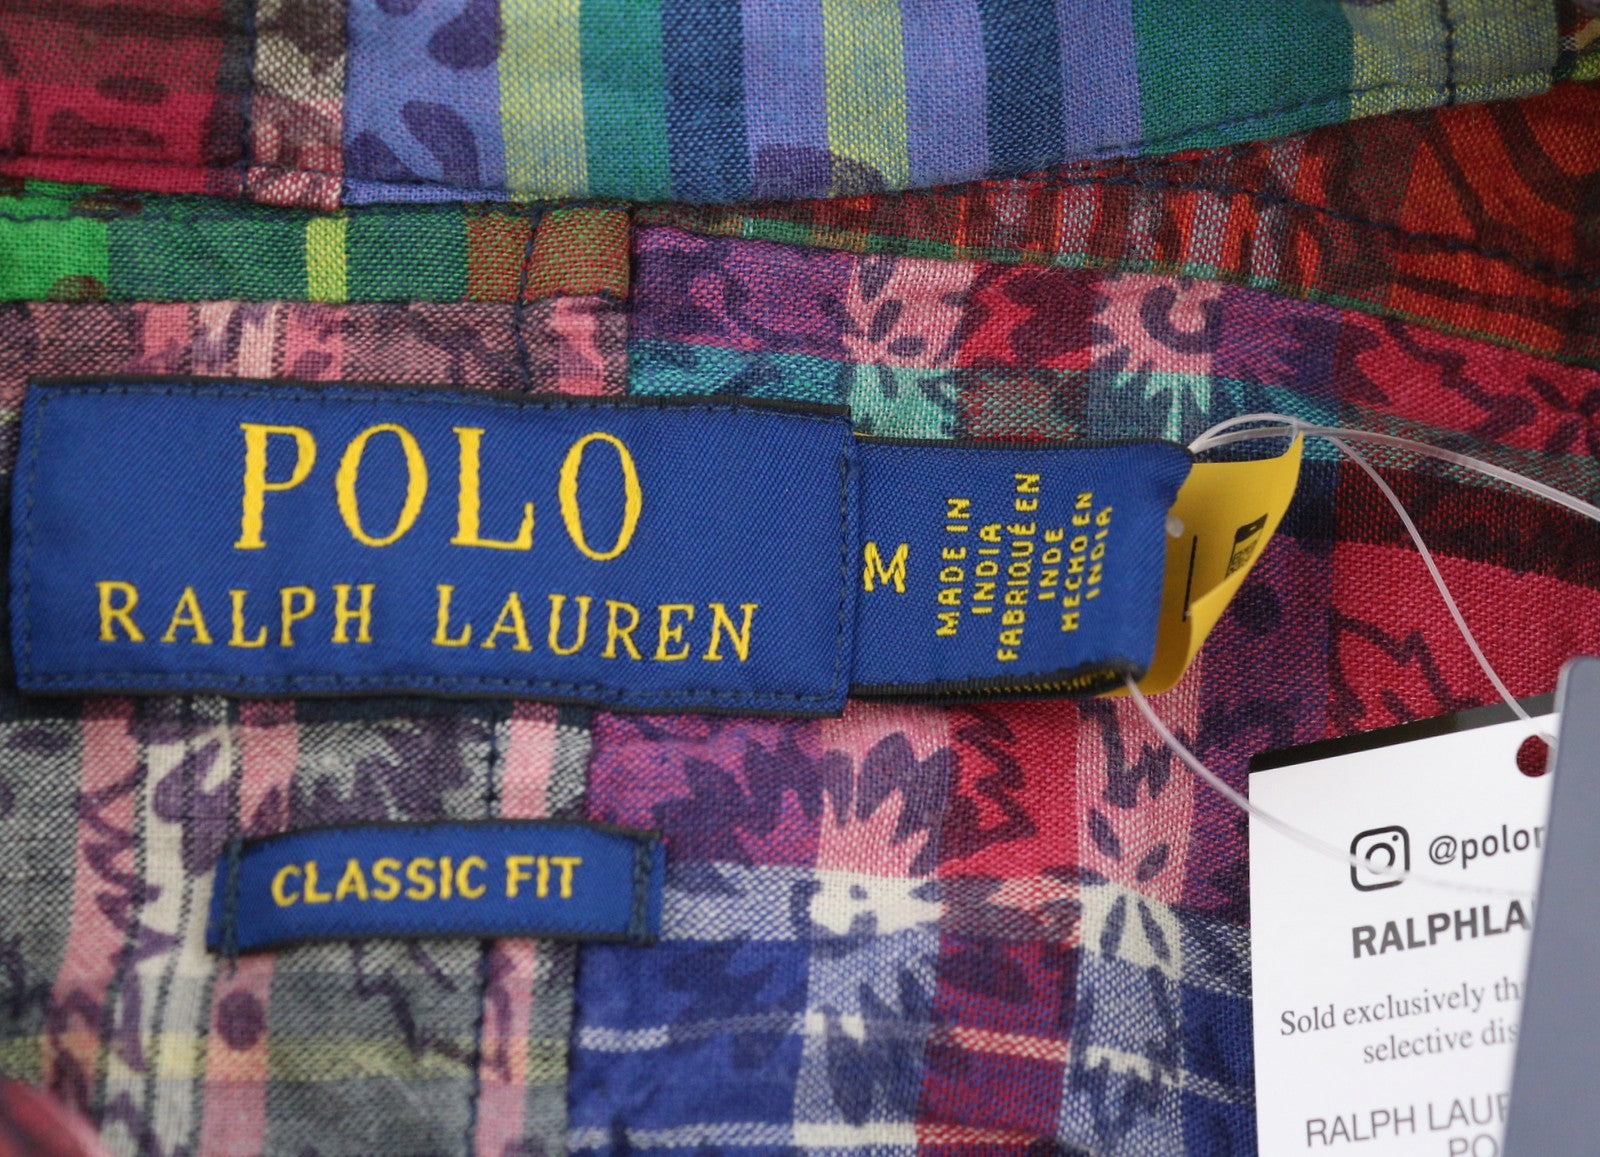 POLO
RALPH LAUREN
M
MADE IN
INDIA
FABRIQUÉ EN
INDE
HECHO EN
INDIA
CLASSIC FIT
@polor
RALPHLA
Sold exclusively th
selective dis
RALPH LAUR
PO